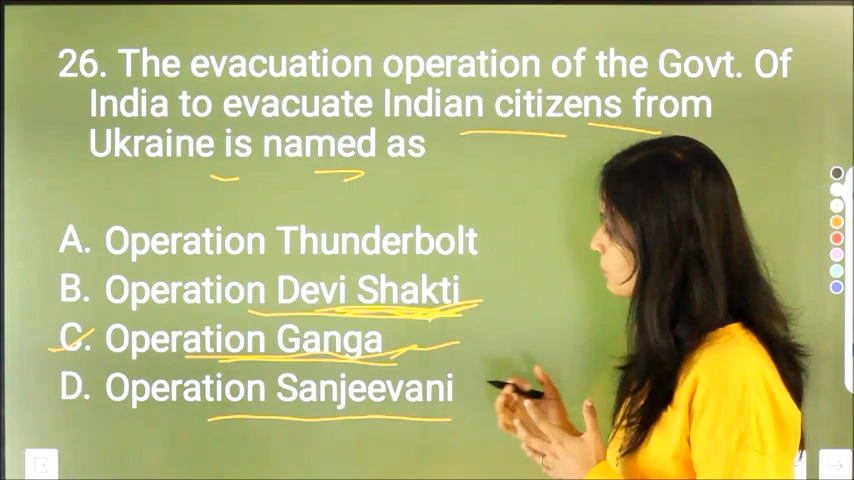 26. The evacuation operation of the Govt. Of
India to evacuate Indian citizens from
Ukraine is named as
A. Operation Thunderbolt
B. Operation Devi Shakti
C. Operation Ganga
D. Operation Sanjeevani